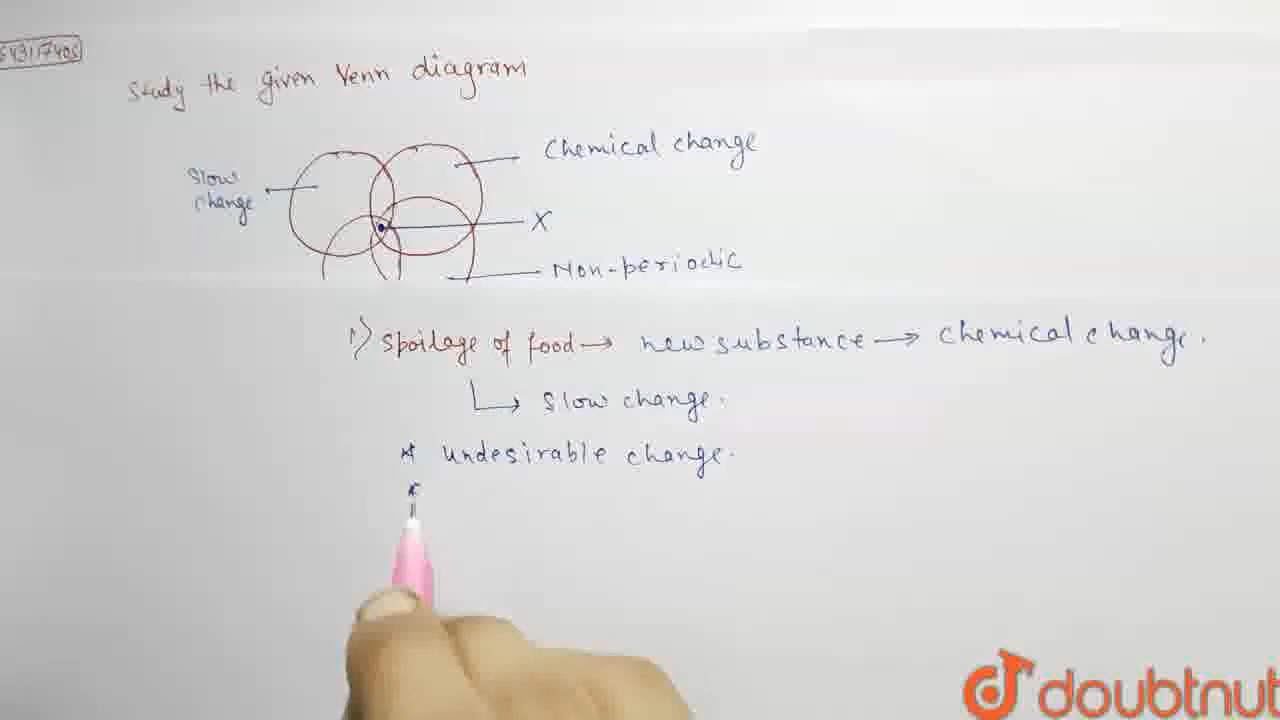 643117405
Study the given Venn diagram
Chemical change
Slow
change
X
Non-periodic
1) Spoilage of food → new substance → chemical change.
↳ Slow change.
* undesirable change.
*
doubtnut